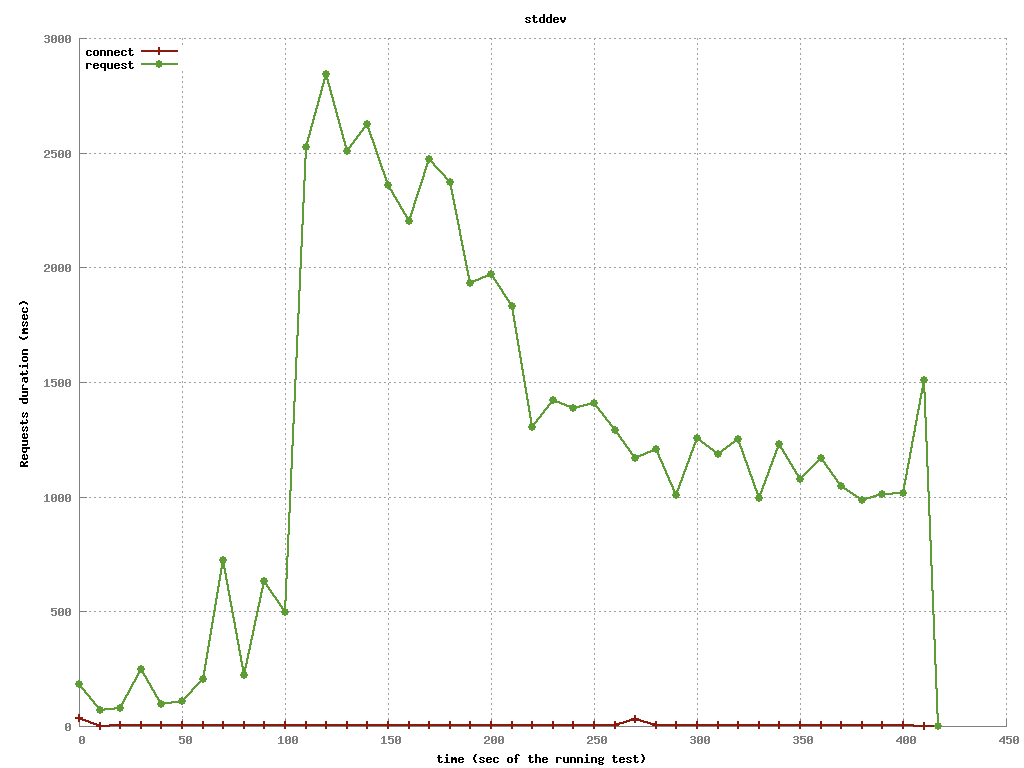 stddev
connect
request
3000
2500
2000
1500
1000
500
0
Requests duration (msec)
0 50 100 150 200 250 300 350 400 450
time (sec of the running test)